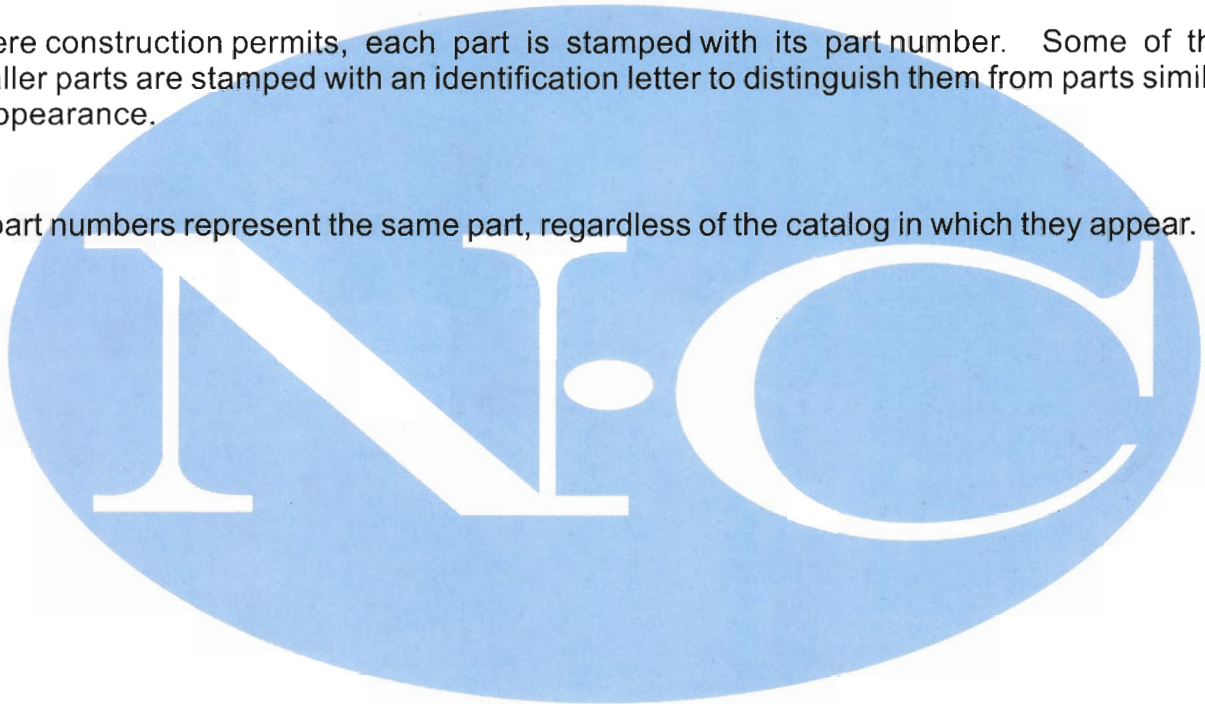 ere construction permits, each part is stamped with its part number. Some of th
aller parts are stamped with an identification letter to distinguish them from parts simil
ppearance.
part numbers represent the same part, regardless of the catalog in which they appear.
N·C